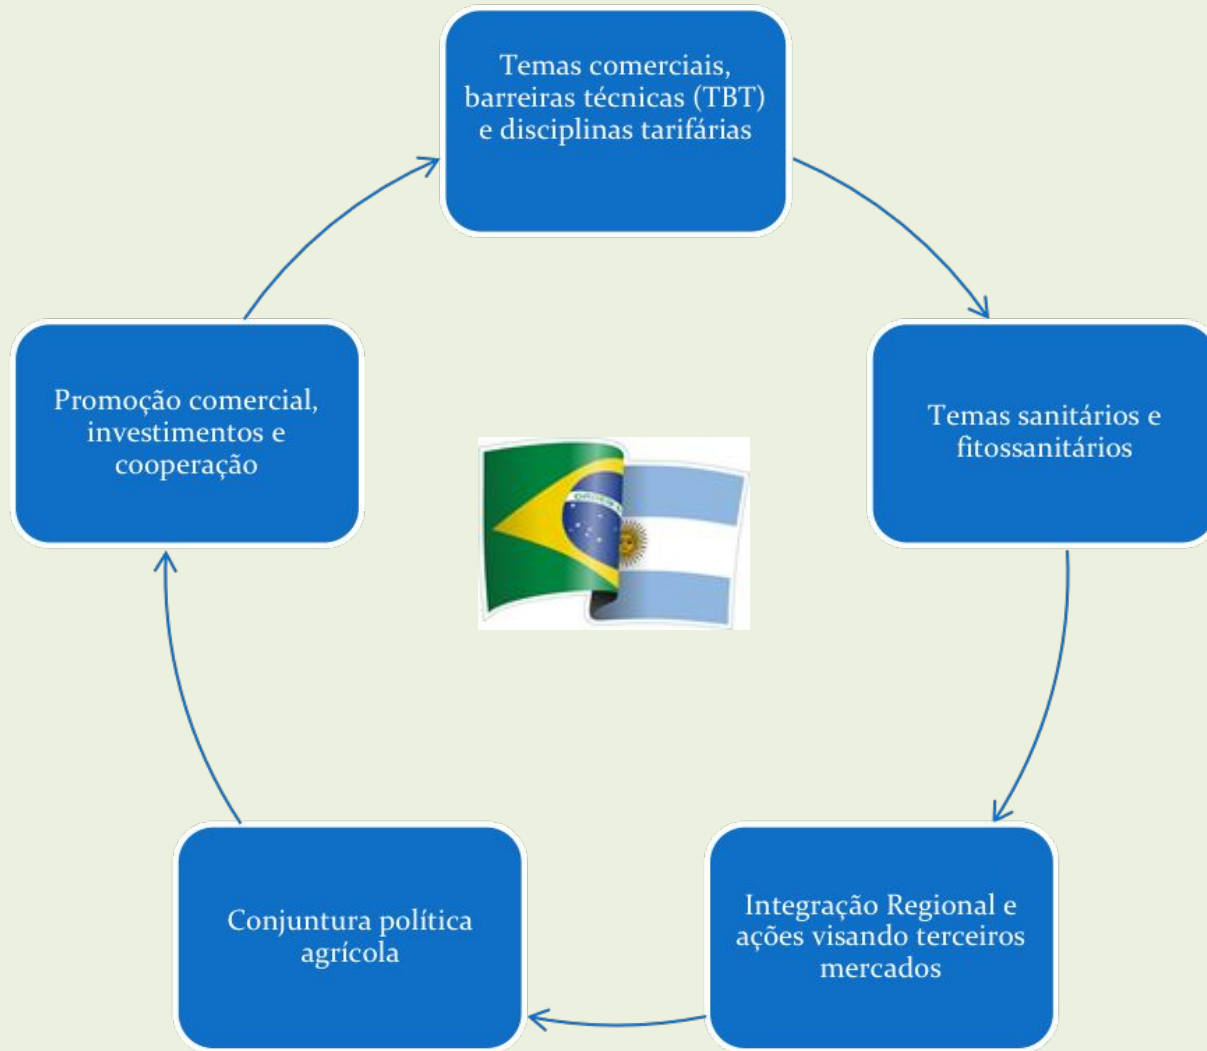 Temas comerciais,
barreiras técnicas (TBT)
e disciplinas tarifárias
Temas sanitários e
fitossanitários
Integração Regional e
ações visando terceiros
mercados
Conjuntura política
agrícola
Promoção comercial,
investimentos e
cooperação